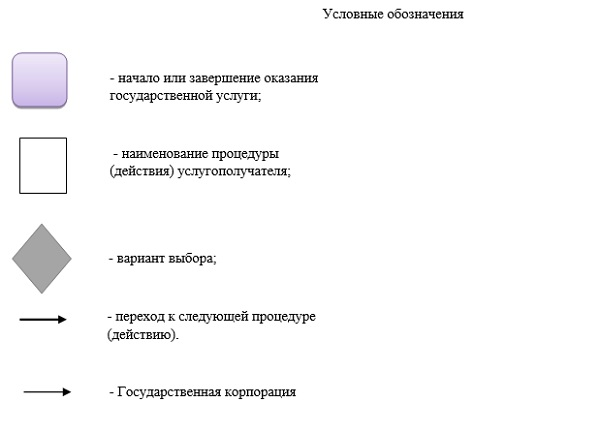 Условные обозначения
- начало или завершение оказания
государственной услуги;
- наименование процедуры
(действия) услугополучателя;
- вариант выбора;
- переход к следующей процедуре
(действию).
- Государственная корпорация